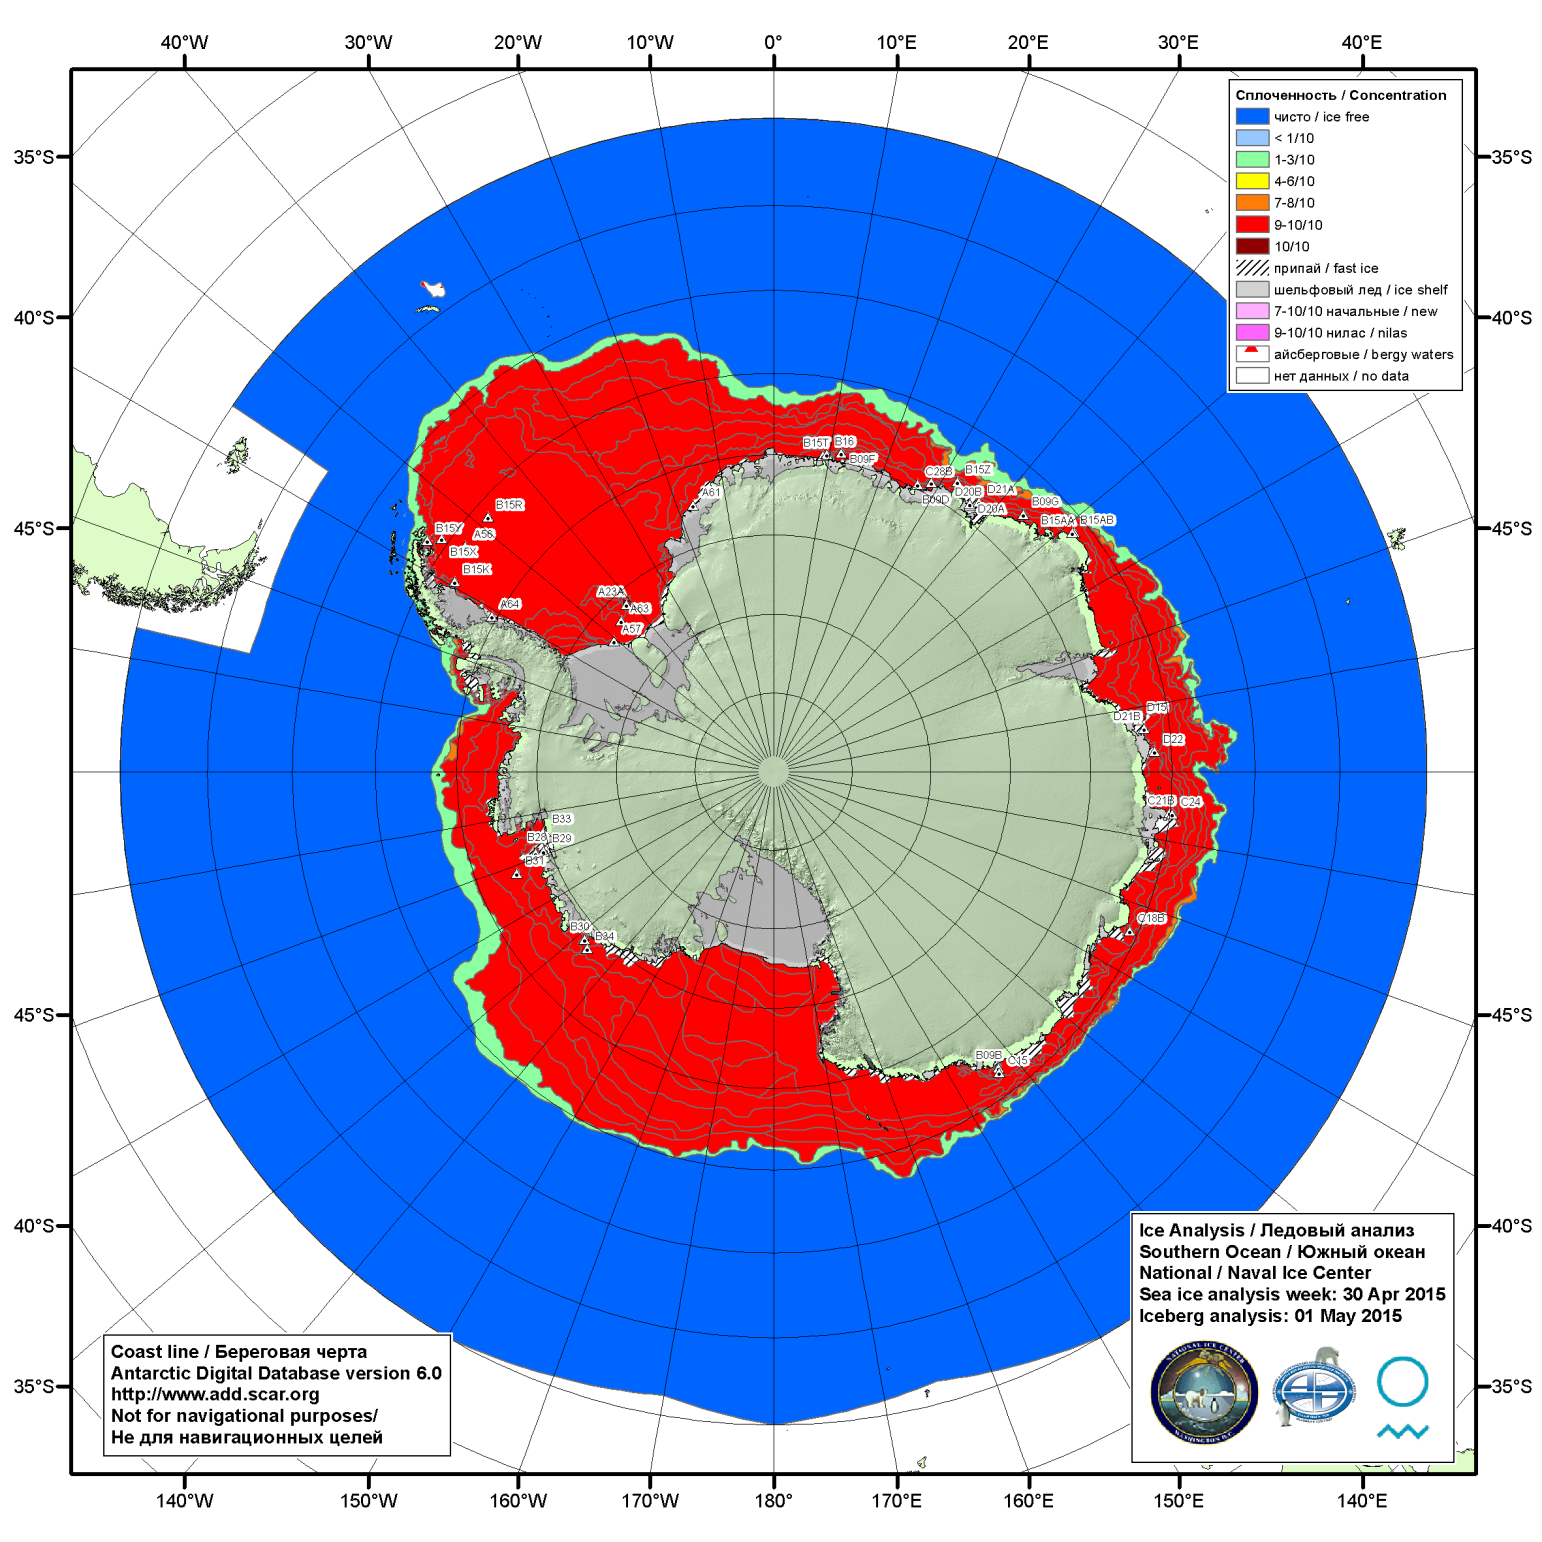 40°W 30°W 20°W 10°W 0° 10°E 20°E 30°E 40°E
35°S
40°S
45°S
45°S
40°S
35°S
35°S
40°S
45°S
45°S
40°S
35°S
Сплоченность / Concentration
чисто / ice free
< 1/10
1-3/10
4-6/10
7-8/10
9-10/10
10/10
припай / fast ice
шельфовый лед / ice shelf
7-10/10 начальные / new
9-10/10 нилас / nilas
айсберговые / bergy waters
нет данных / no data
B15T B16
B09F
C28B B15Z
B09D D20B D21A
D20A B09G
B15AA B15AB
A61
B15R
B15Y A56
B15X
B15K
A64
A23A
A63
A57
D15
D21B
D22
C21B C24
C18B
B09B C15
B33
B28 B29
B31
B30
B34
Ice Analysis / Ледовый анализ
Southern Ocean / Южный океан
National / Naval Ice Center
Sea ice analysis week: 30 Apr 2015
Iceberg analysis: 01 May 2015
NATIONAL ICE CENTER
WASHINGTON D.C.
Coast line / Береговая черта
Antarctic Digital Database version 6.0
http://www.add.scar.org
Not for navigational purposes/
Не для навигационных целей
140°W 150°W 160°W 170°W 180° 170°E 160°E 150°E 140°E